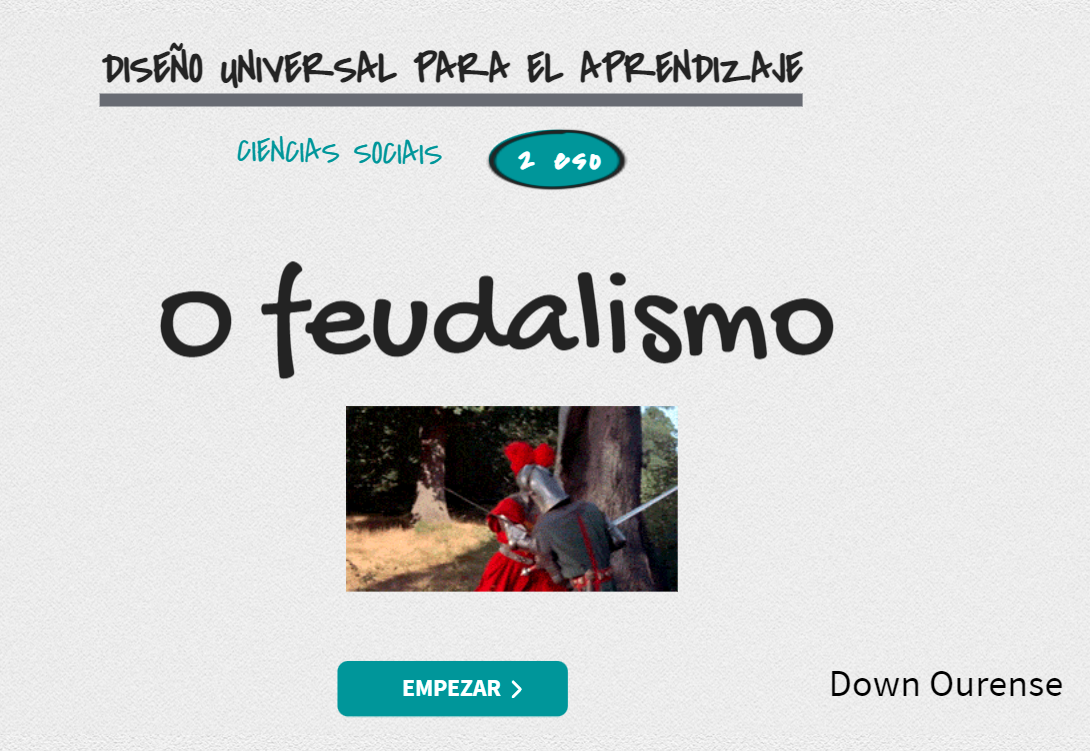 DISEÑO UNIVERSAL PARA EL APRENDIZAJE
CIENCIAS SOCIAIS
2 eso
O feudalismo
EMPEZAR
Down Ourense